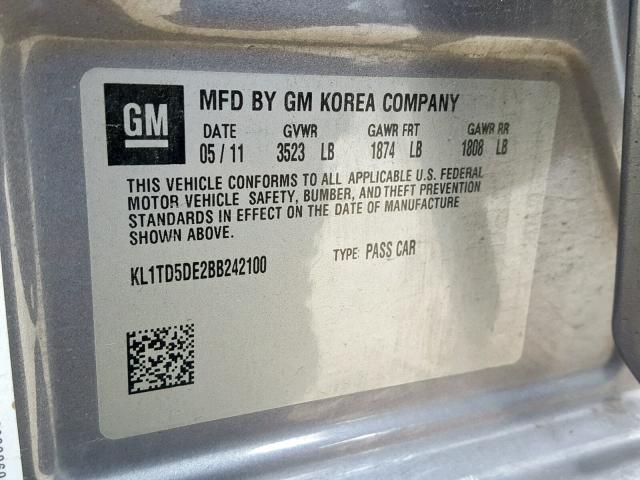 GM
MFD BY GM KOREA COMPANY
DATE GVWR GAWR FRT GAWR RR
05 / 11 3523 LB 1874 LB 1808 LB
THIS VEHICLE CONFORMS TO ALL APPLICABLE U.S. FEDERAL
MOTOR VEHICLE SAFETY, BUMPER, AND THEFT PREVENTION
STANDARDS IN EFFECT ON THE DATE OF MANUFACTURE
SHOWN ABOVE.
KL1TD5DE2BB242100 TYPE: PASS CAR